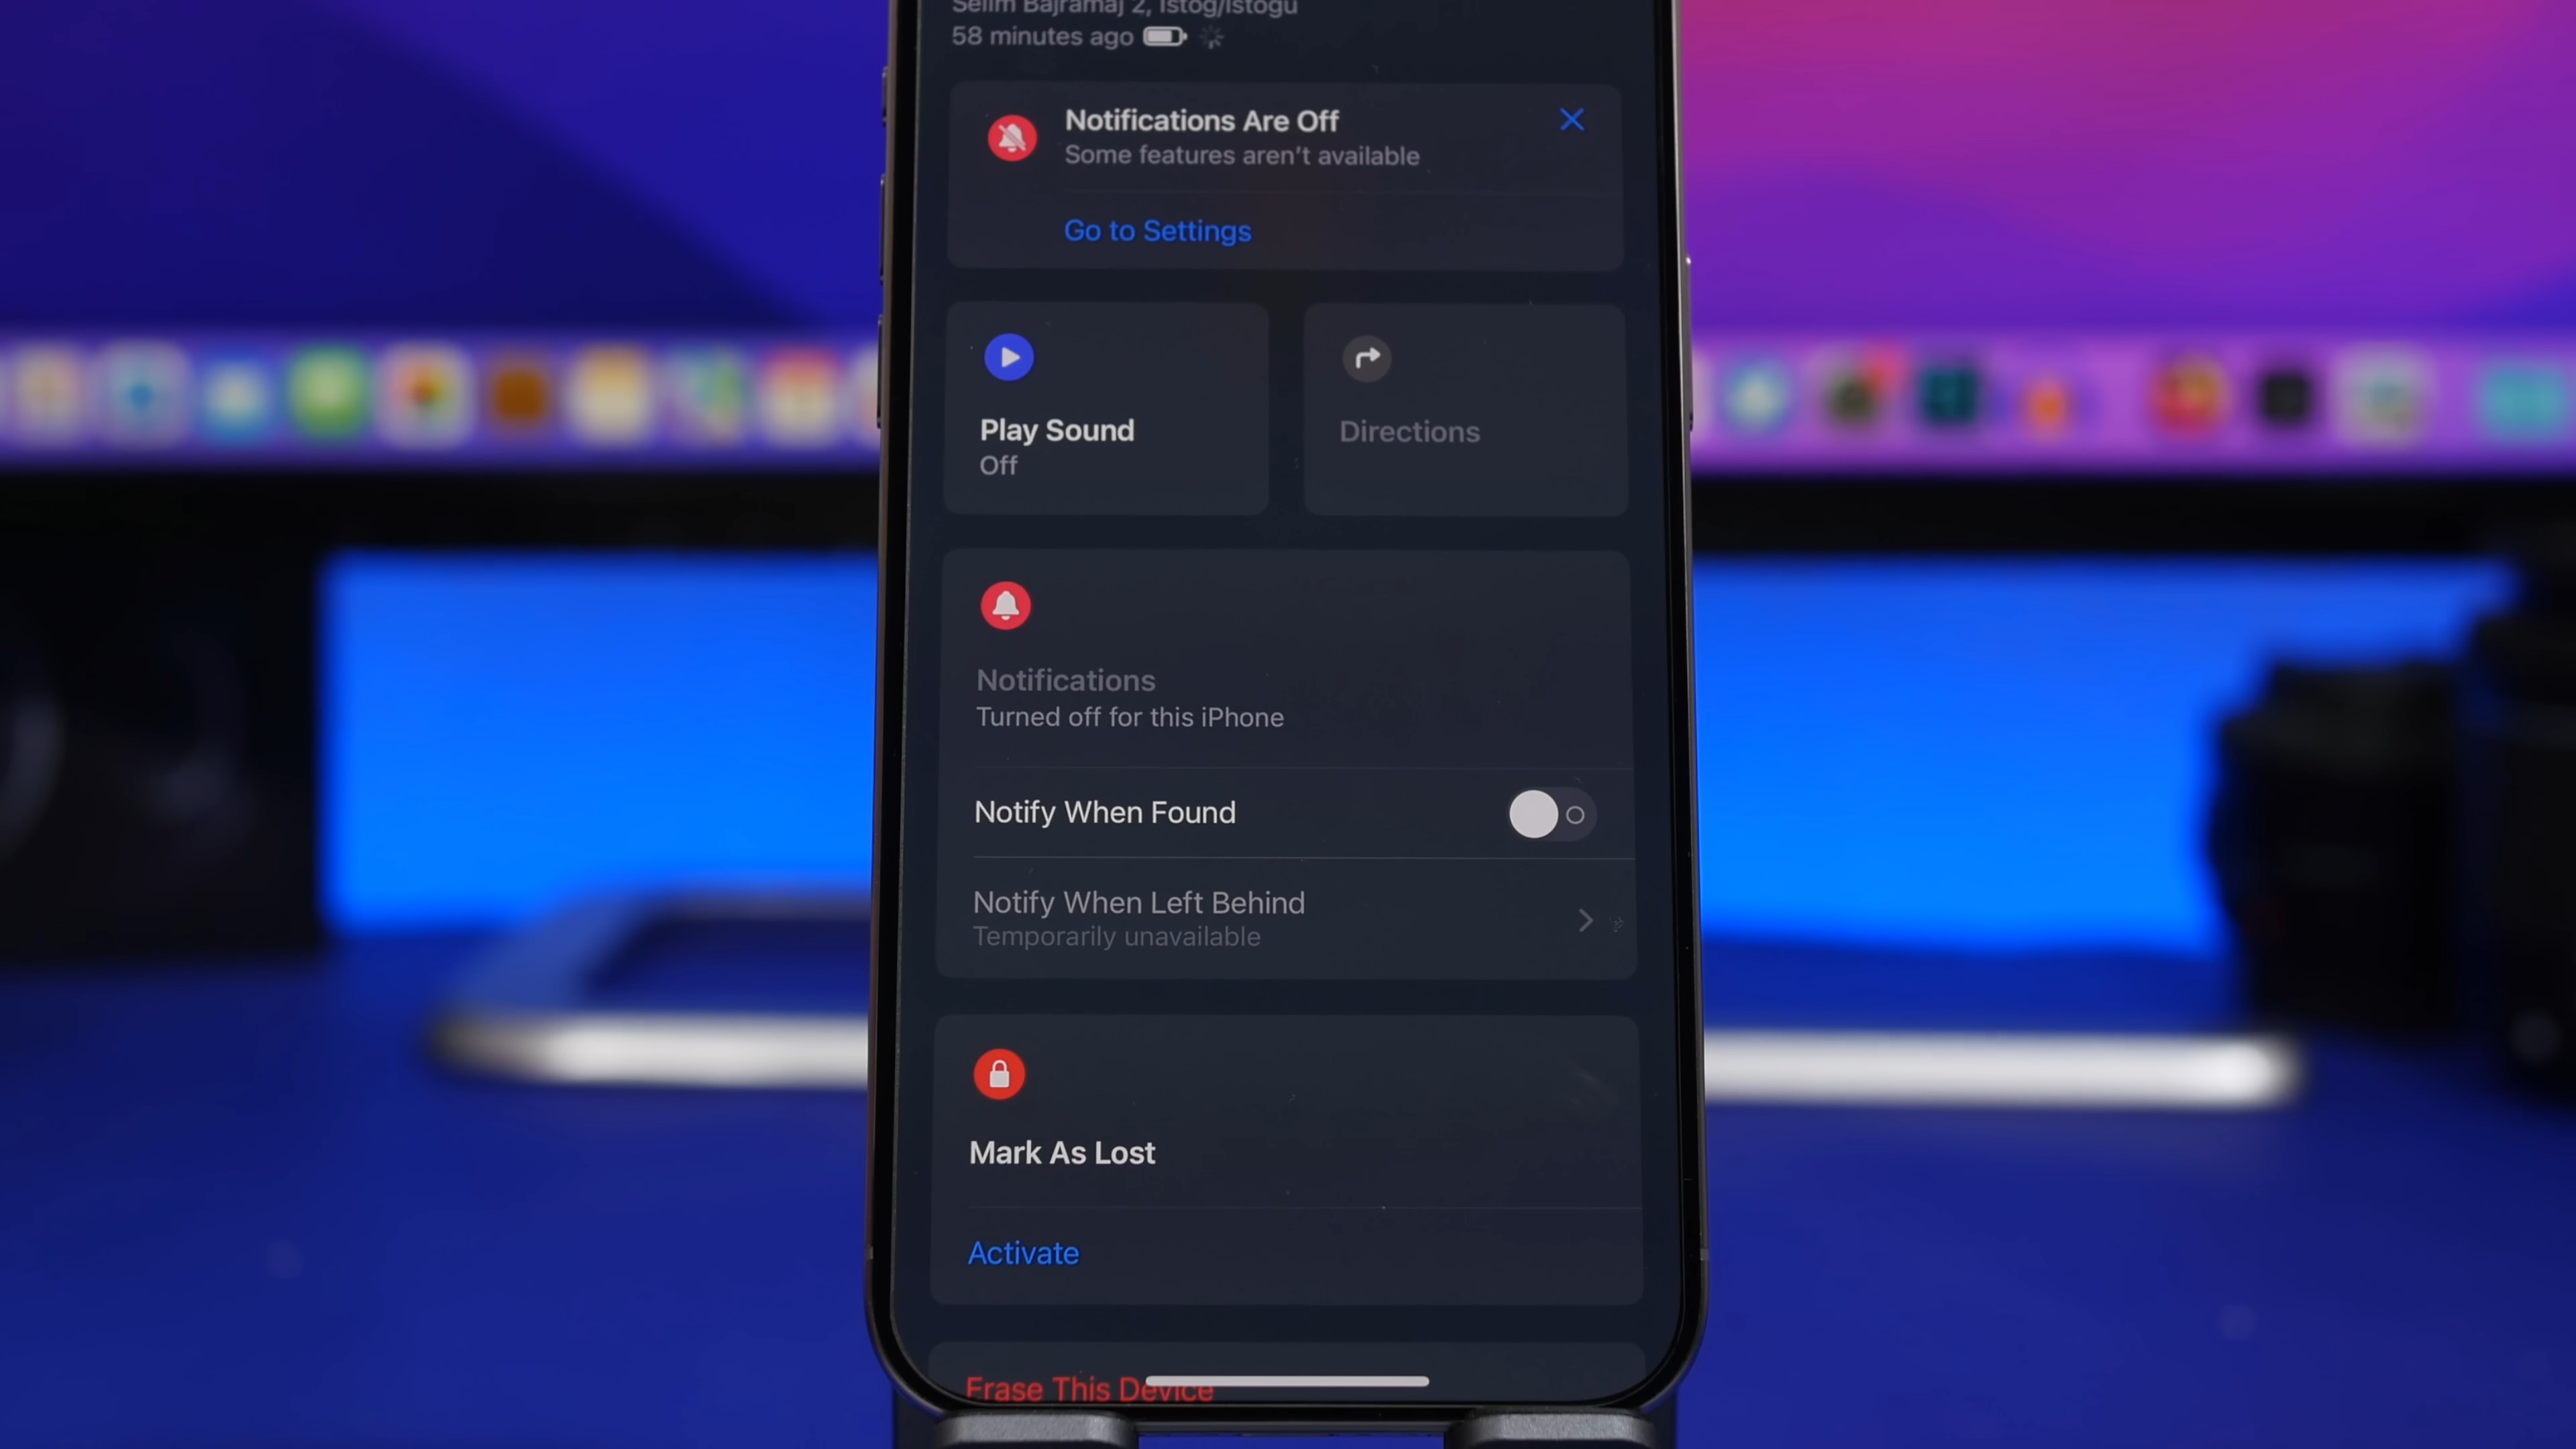 Selim Bajramaj 2, Istog/Istogu
58 minutes ago
Notifications Are Off
Some features aren't available
Go to Settings
Play Sound
Off
Directions
Notifications
Turned off for this iPhone
Notify When Found
Notify When Left Behind
Temporarily unavailable
Mark As Lost
Activate
Erase This Device